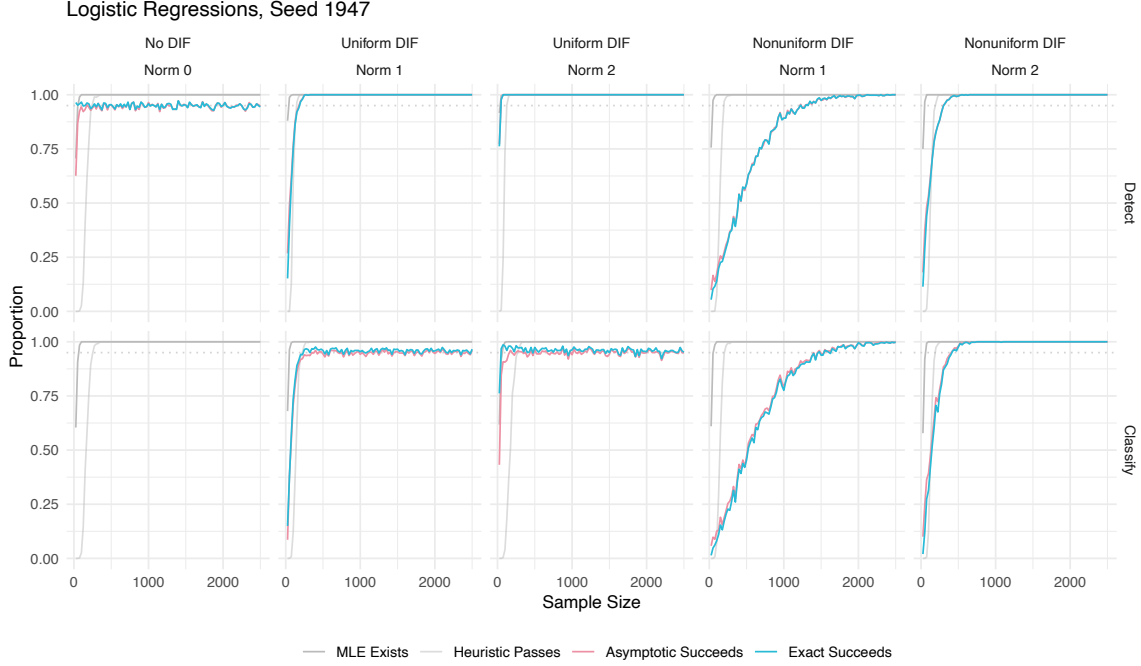 Logistic Regressions, Seed 1947
No DIF Uniform DIF Uniform DIF Nonuniform DIF Nonuniform DIF
Norm 0 Norm 1 Norm 2 Norm 1 Norm 2
1.00
0.75
0.50
0.25
0.00
Detect
1.00
0.75
0.50
0.25
0.00
Classify
Proportion
0 1000 2000 0 1000 2000 0 1000 2000 0 1000 2000 0 1000 2000
Sample Size
MLE Exists Heuristic Passes Asymptotic Succeeds Exact Succeeds